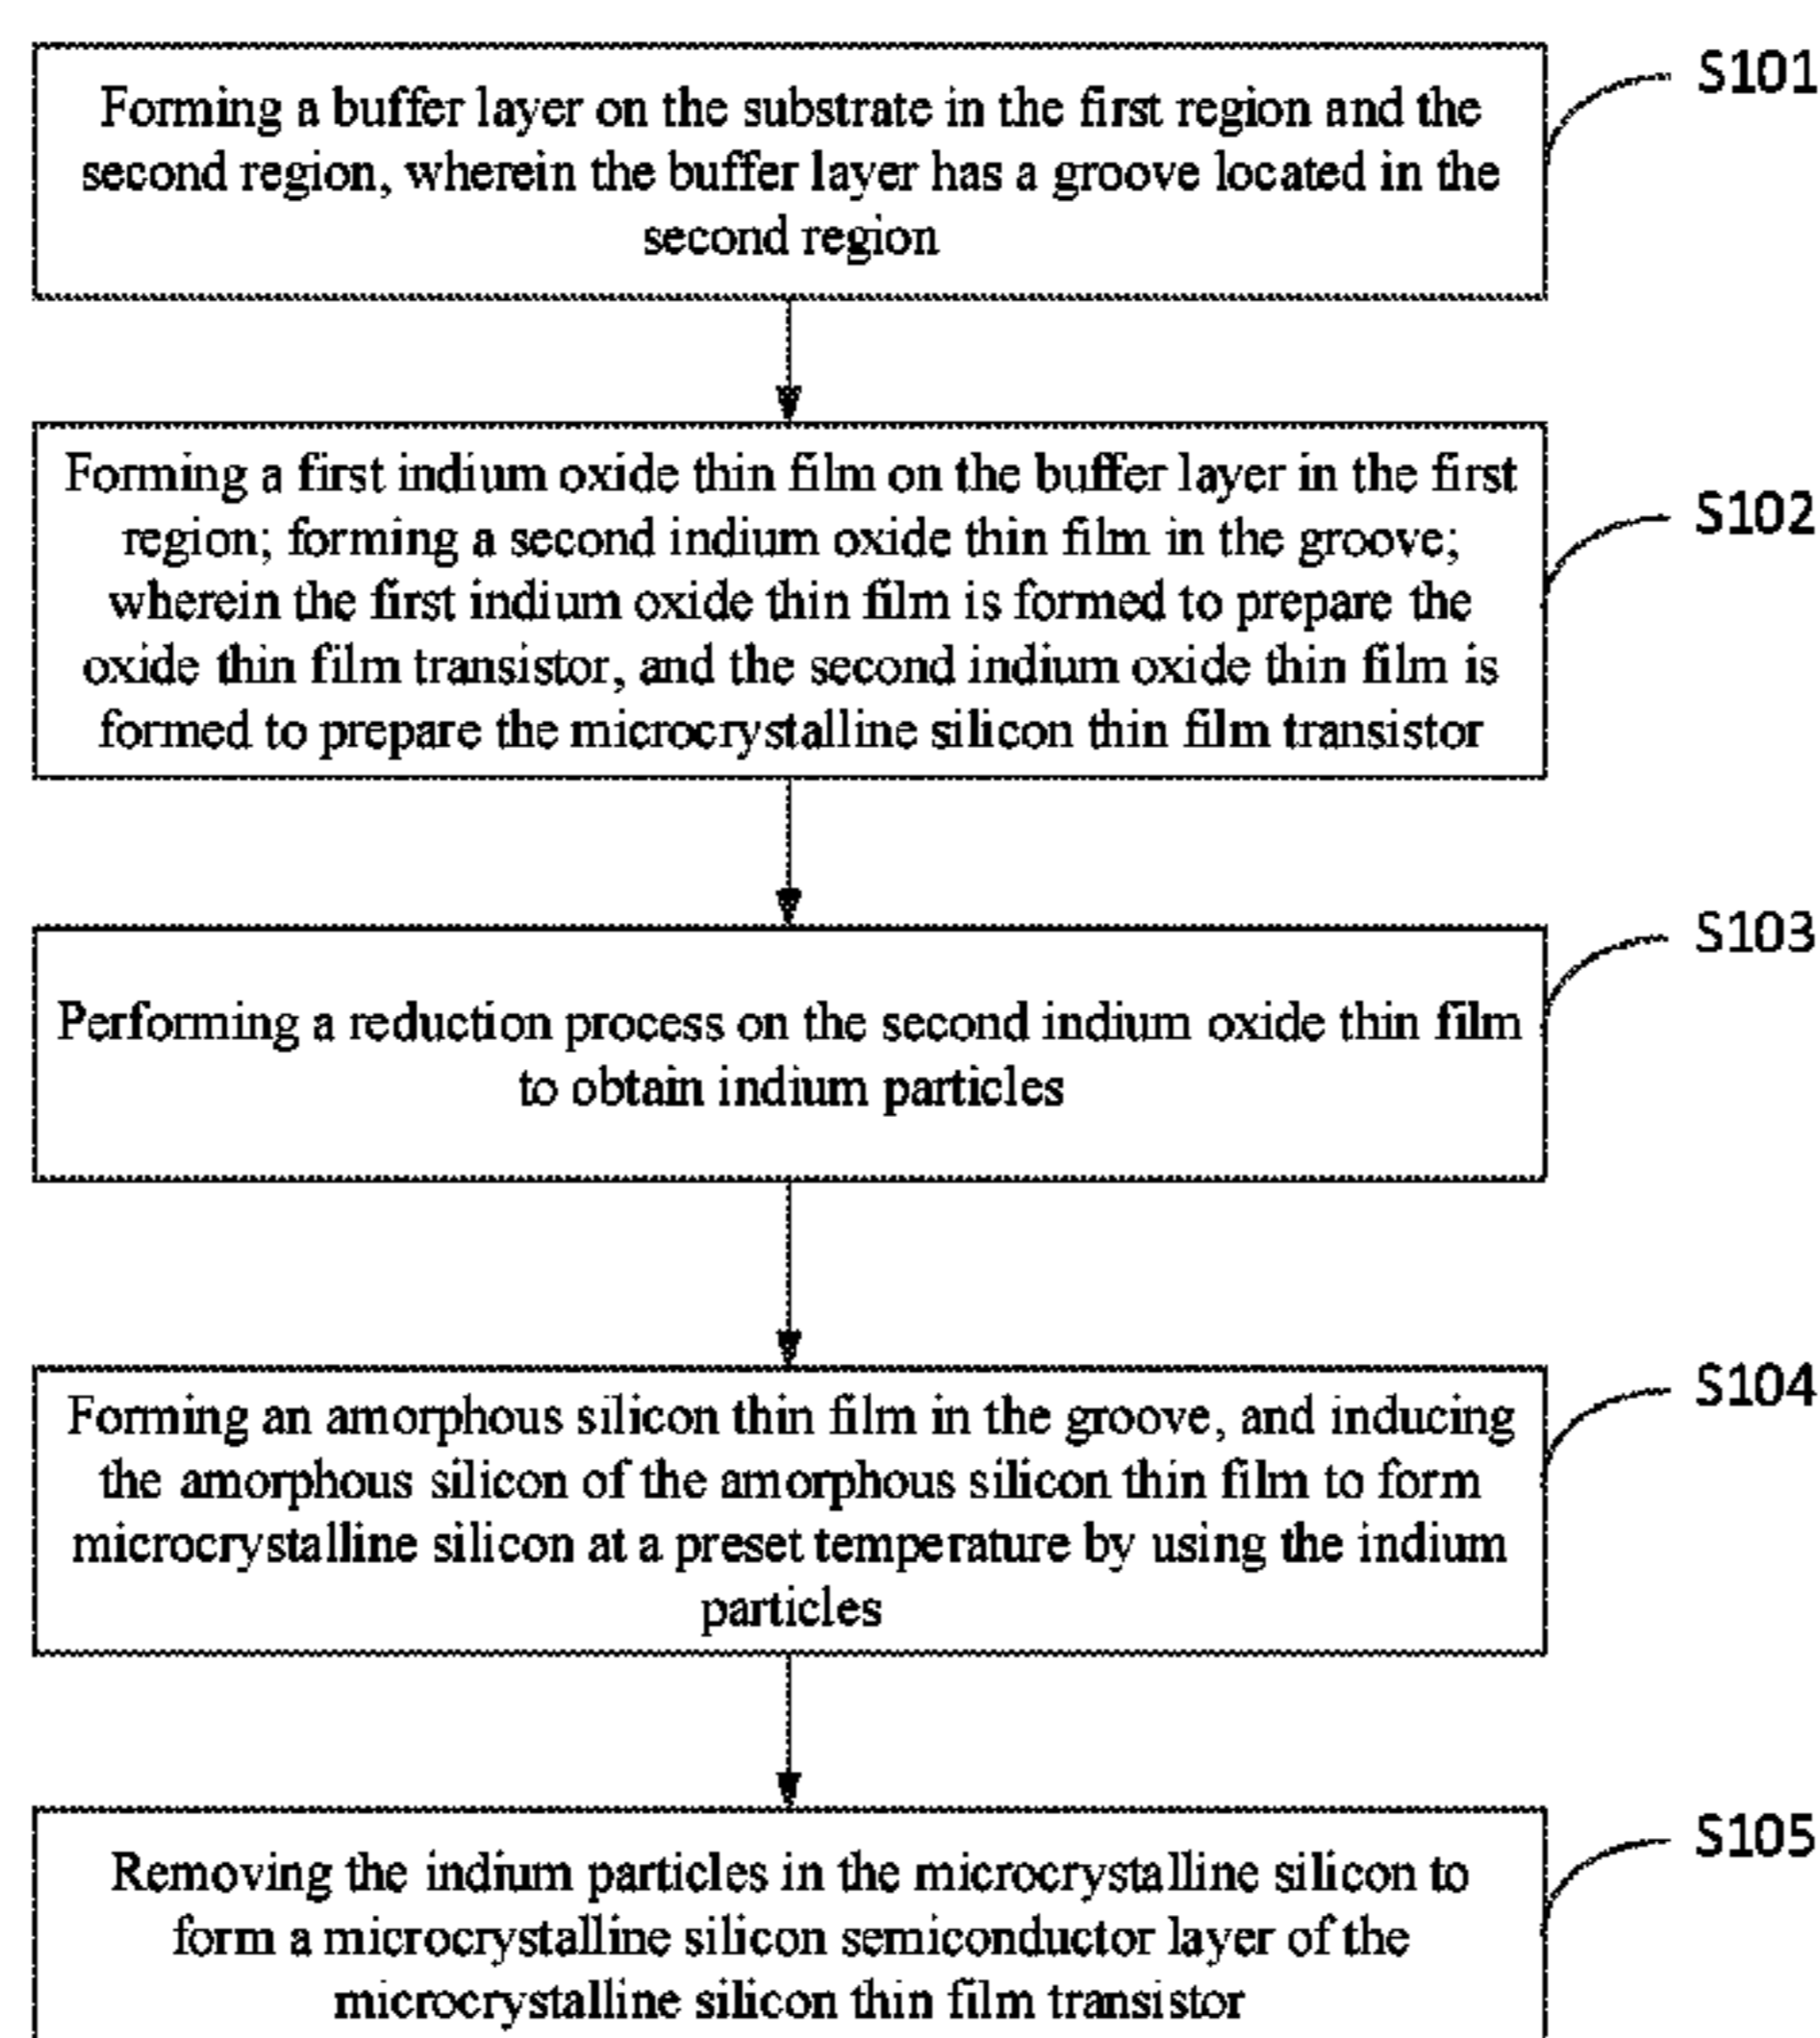 Forming a buffer layer on the substrate in the first region and the
second region, wherein the buffer layer has a groove located in the
second region
S101
Forming a first indium oxide thin film on the buffer layer in the first
region; forming a second indium oxide thin film in the groove;
wherein the first indium oxide thin film is formed to prepare the
oxide thin film transistor, and the second indium oxide thin film is
formed to prepare the microcrystalline silicon thin film transistor
S102
Performing a reduction process on the second indium oxide thin film
to obtain indium particles
S103
Forming an amorphous silicon thin film in the groove, and inducing
the amorphous silicon of the amorphous silicon thin film to form
microcrystalline silicon at a preset temperature by using the indium
particles
S104
Removing the indium particles in the microcrystalline silicon to
form a microcrystalline silicon semiconductor layer of the
microcrystalline silicon thin film transistor
S105